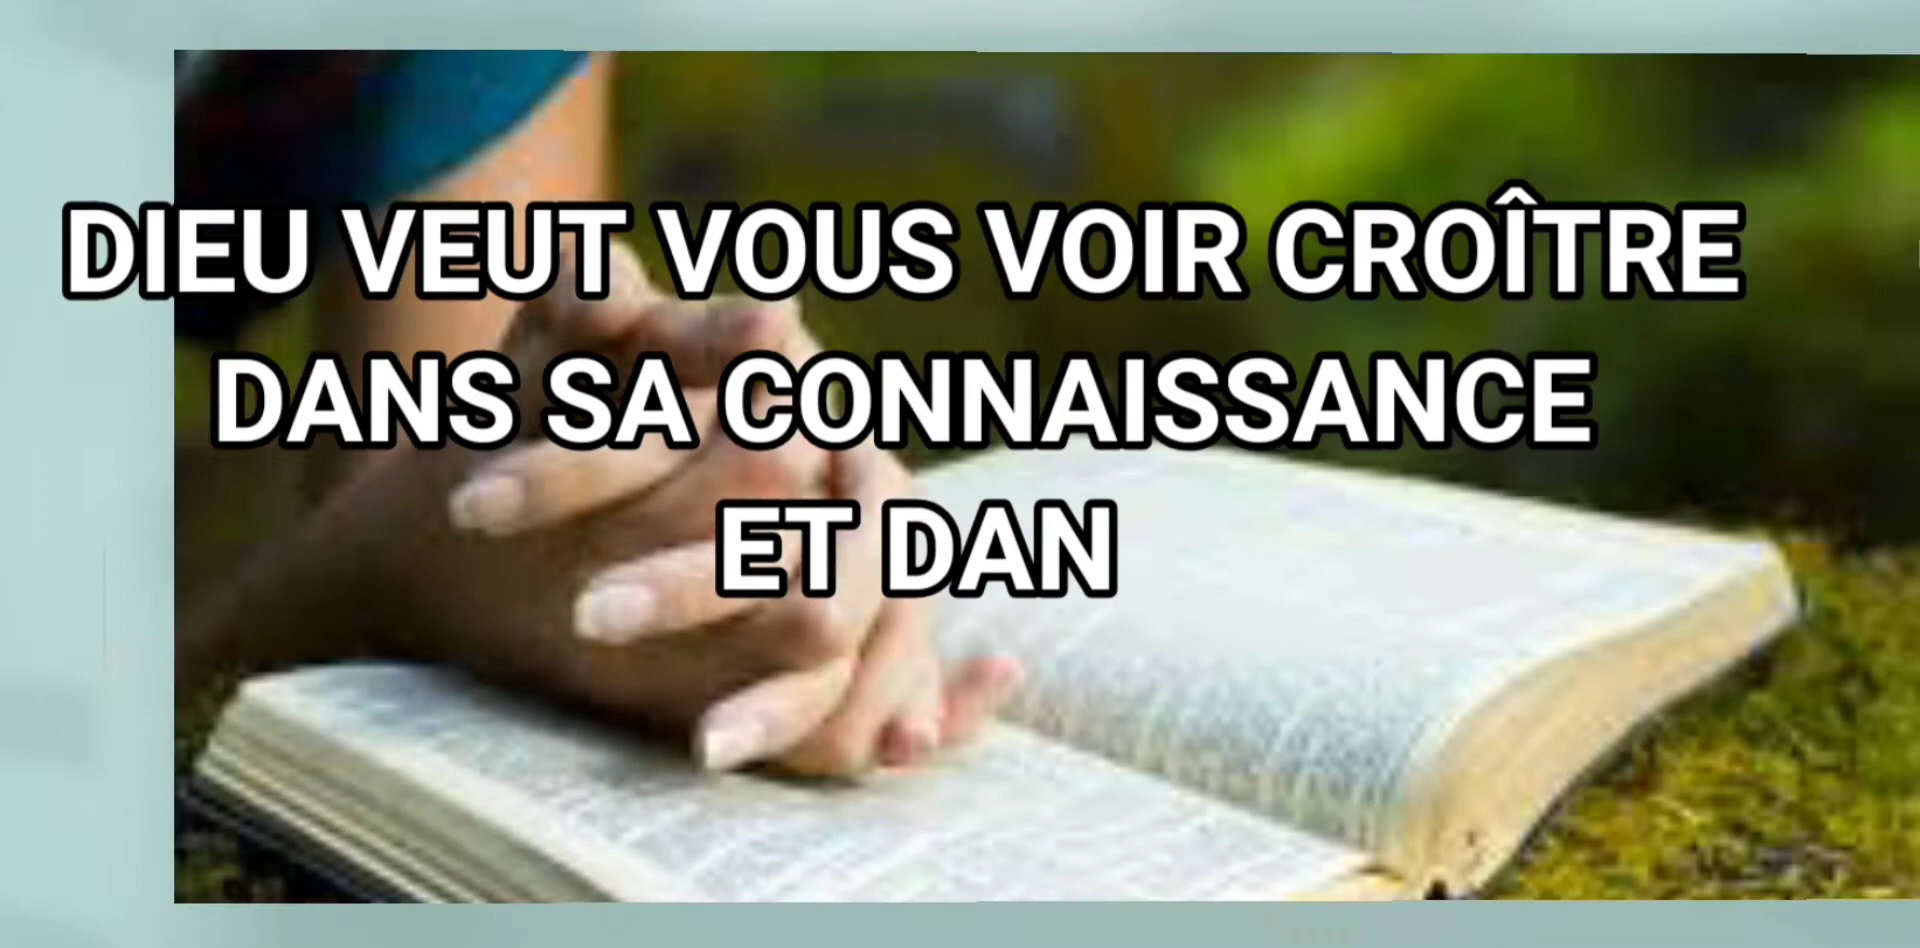 DIEU VEUT VOUS VOIR CROÎTRE
DANS SA CONNAISSANCE
ET DAN